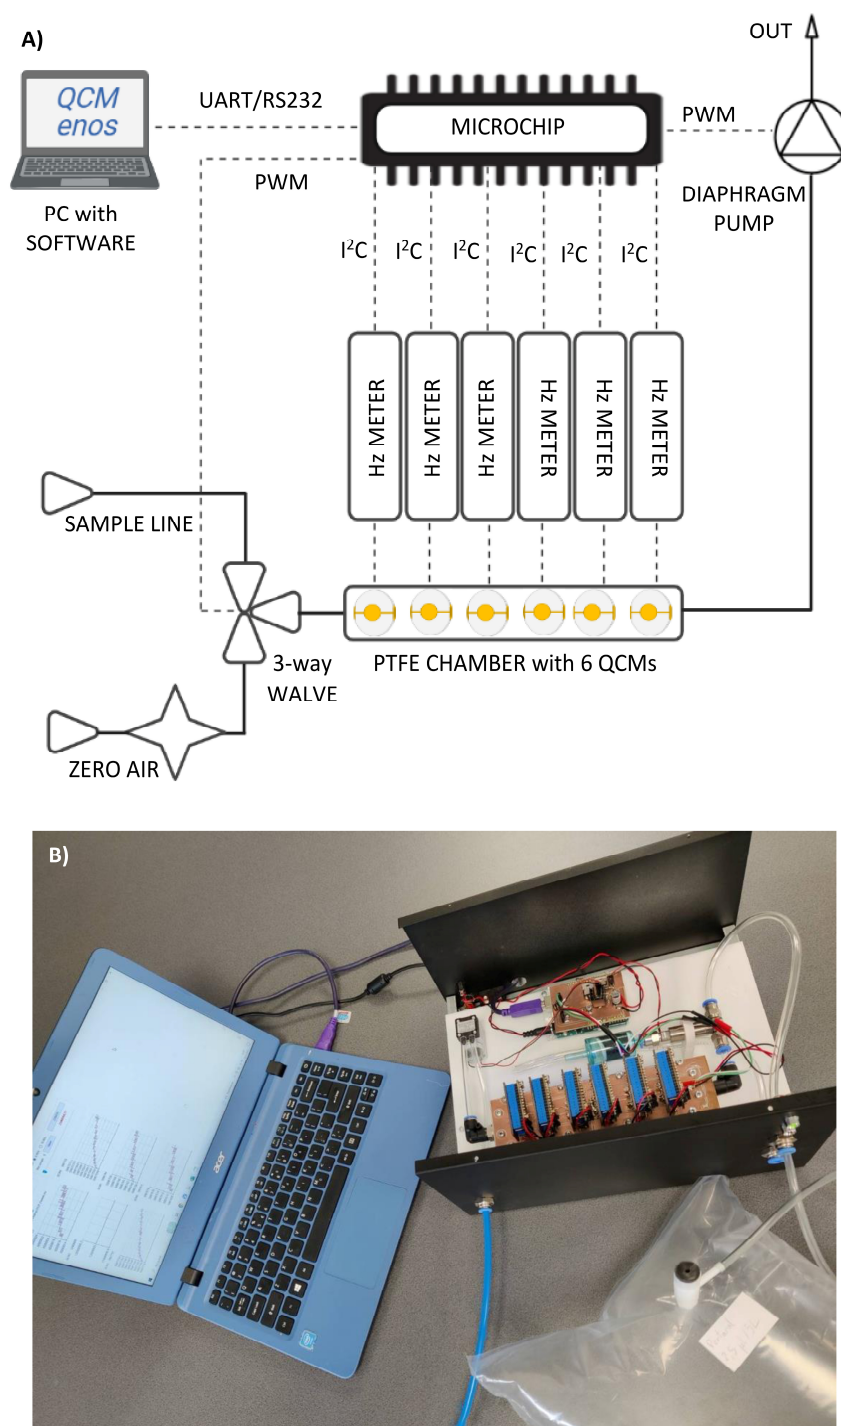 A)
OUT
QCM
enos
UART/RS232
MICROCHIP
PWM
PWM
PC with
SOFTWARE
DIAPHRAGM
PUMP
I²C I²C I²C I²C I²C I²C
Hz METER
Hz METER
Hz METER
Hz METER
Hz METER
Hz METER
SAMPLE LINE
3-way
WALVE
PTFE CHAMBER with 6 QCMs
ZERO AIR
B)
acer